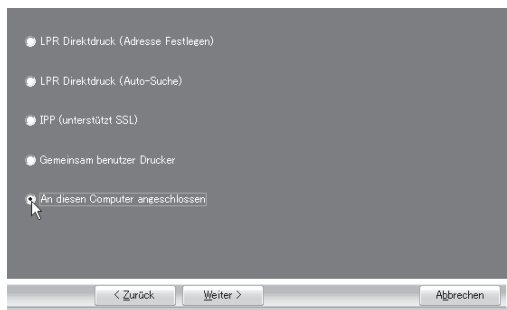 LPR Direktdruck (Adresse Festlegen)
LPR Direktdruck (Auto-Suche)
IPP (unterstützt SSL)
Gemeinsam benutzer Drucker
An diesen Computer angeschlossen
< Zurück Weiter > Abbrechen